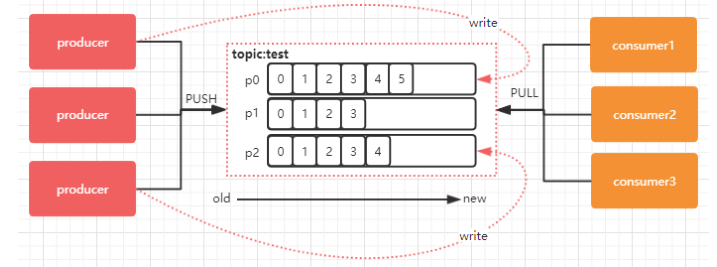 write
producer
consumer1
topic:test
p0 0 1 2 3 4 5
PUSH
PULL
producer
p1 0 1 2 3
consumer2
p2 0 1 2 3 4
producer
consumer3
old
new
write